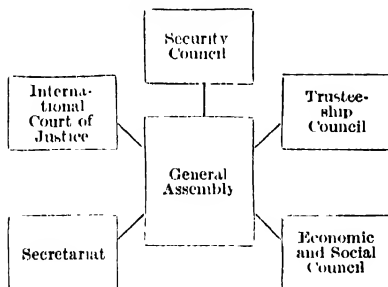 Security
Council
Interna-
tional
Court of
Justice
Trustee-
ship
Council
General
Assembly
Secretariat
Economic
and Social
Council